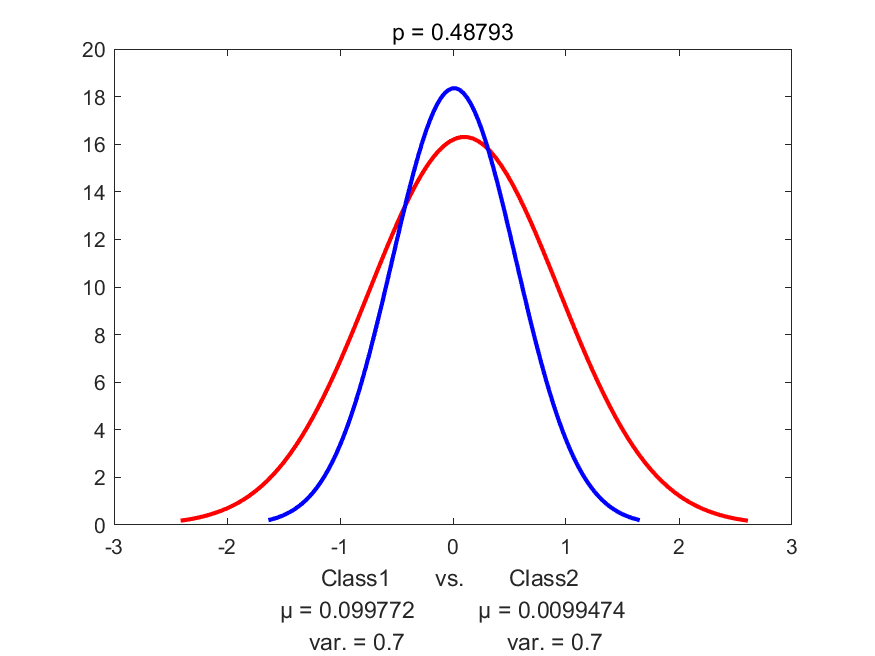 p = 0.48793
20
18
16
14
12
10
8
6
4
2
0
-3 -2 -1 0 1 2 3
Class1 vs. Class2
μ = 0.099772 μ = 0.0099474
var. = 0.7 var. = 0.7